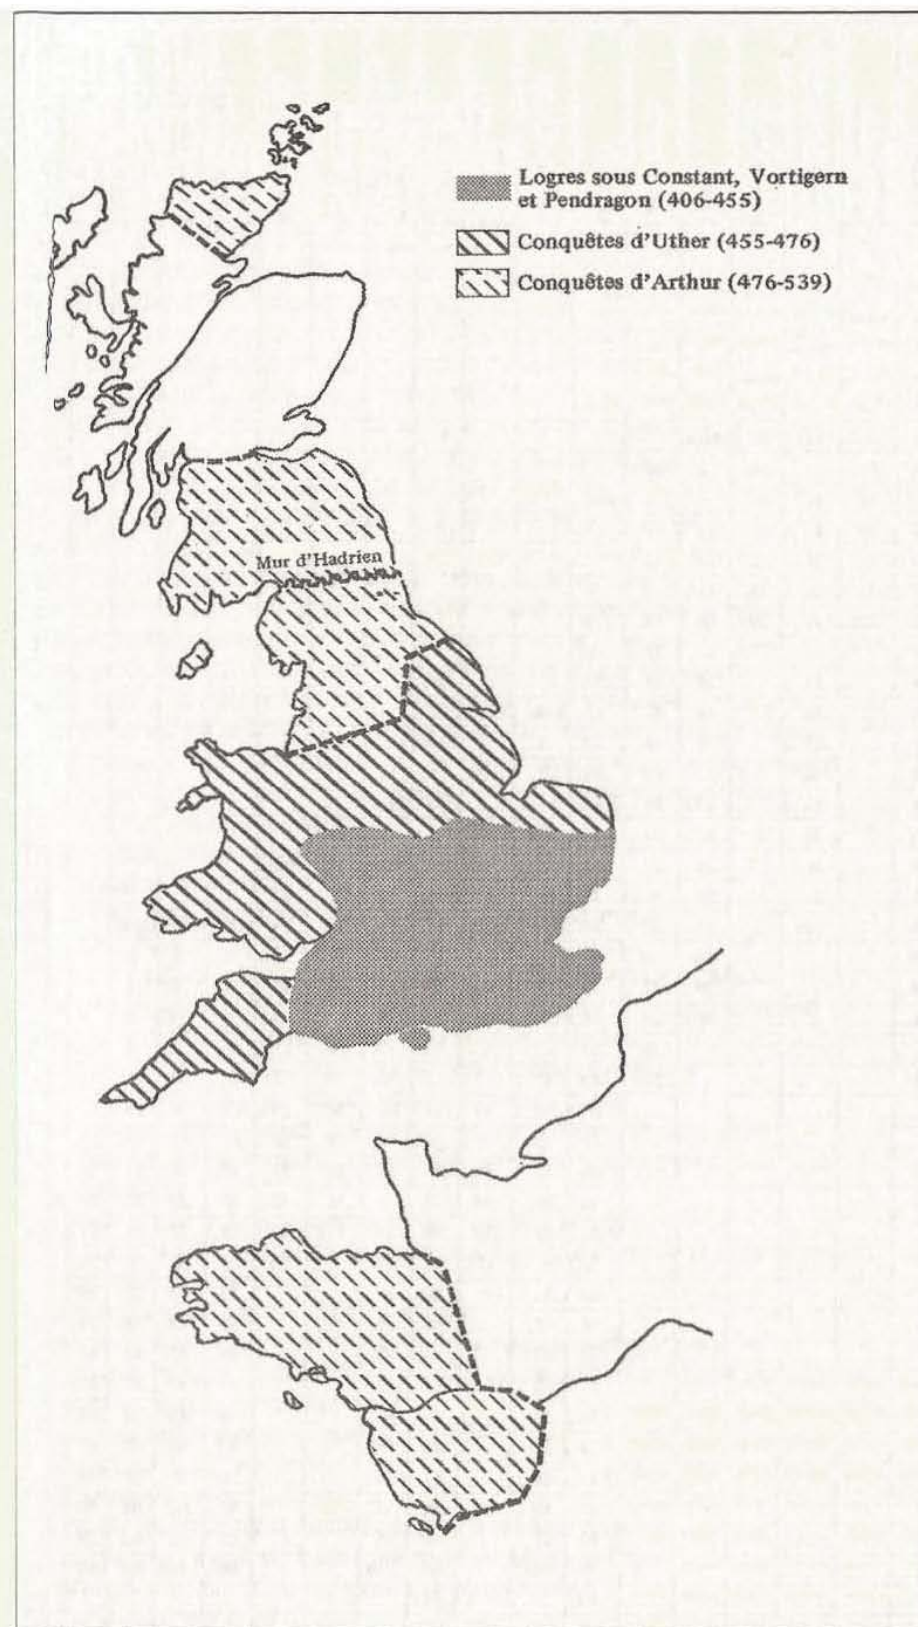 Logres sous Constant, Vortigern
et Pendragon (406-455)
Conquêtes d'Uther (455-476)
Conquêtes d'Arthur (476-539)
Mur d'Hadrien